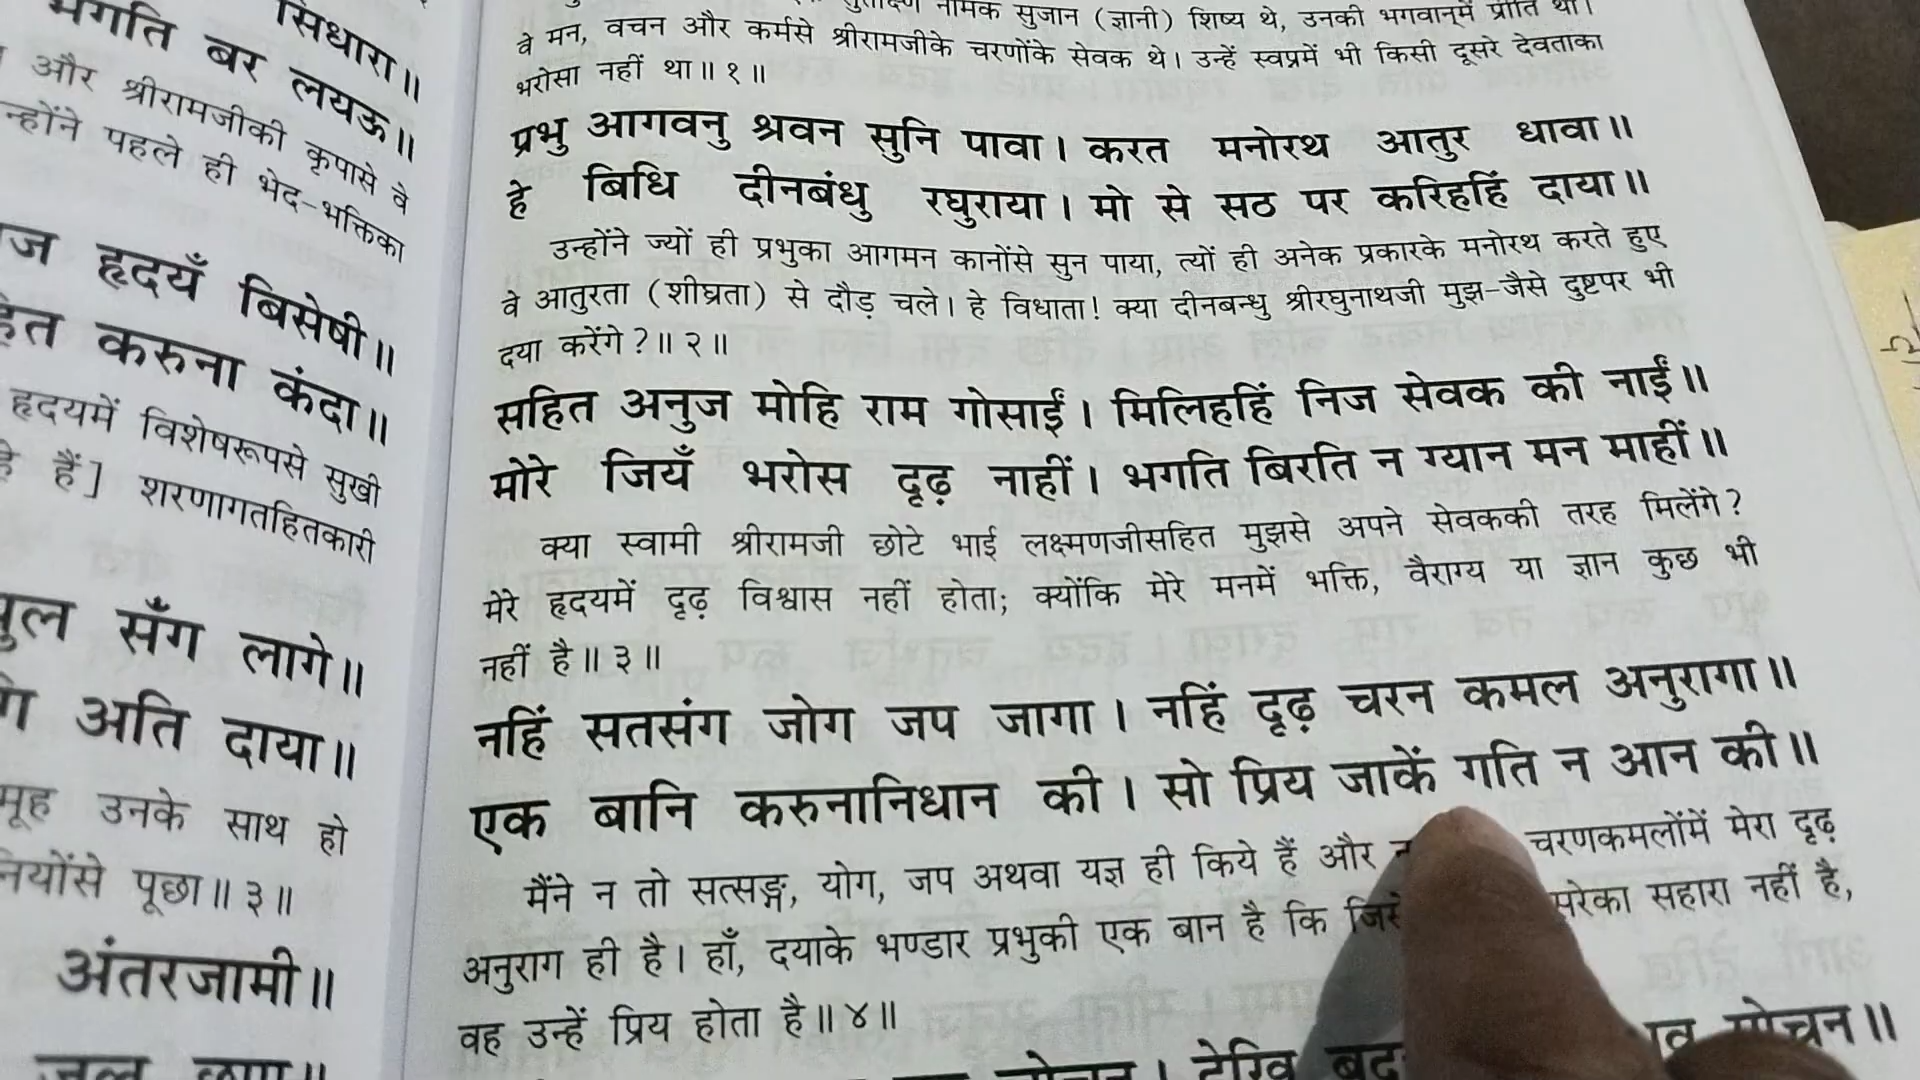 सिधारा॥
भगति बर लयऊ॥
और श्रीरामजीकी कृपासे वे
न्होंने पहले ही भेद-भक्तिका
हृदयँ बिसेषी॥
करुना कंदा॥
हृदयमें विशेषरूपसे सुखी
हैं] शरणागतहितकारी
सँग लागे॥
अति दाया॥
मूह उनके साथ हो
नियोंसे पूछा॥३॥
अंतरजामी॥
नामक सुजान (ज्ञानी) शिष्य थे, उनकी भगवान्‌में प्रीति थी।
वे मन, वचन और कर्मसे श्रीरामजीके चरणोंके सेवक थे। उन्हें स्वप्नमें भी किसी दूसरे देवताका
भरोसा नहीं था॥१॥
प्रभु आगवनु श्रवन सुनि पावा। करत मनोरथ आतुर धावा॥
हे बिधि दीनबंधु रघुराया। मो से सठ पर करिहहिं दाया॥
उन्होंने ज्यों ही प्रभुका आगमन कानोंसे सुन पाया, त्यों ही अनेक प्रकारके मनोरथ करते हुए
वे आतुरता (शीघ्रता) से दौड़ चले। हे विधाता! क्या दीनबन्धु श्रीरघुनाथजी मुझ-जैसे दुष्टपर भी
दया करेंगे?॥२॥
सहित अनुज मोहि राम गोसाईं। मिलिहहिं निज सेवक की नाईं॥
मोरे जियँ भरोस दृढ़ नाहीं। भगति बिरति न ग्यान मन माहीं॥
क्या स्वामी श्रीरामजी छोटे भाई लक्ष्मणजीसहित मुझसे अपने सेवककी तरह मिलेंगे?
मेरे हृदयमें दृढ़ विश्वास नहीं होता; क्योंकि मेरे मनमें भक्ति, वैराग्य या ज्ञान कुछ भी
नहीं है॥३॥
नहिं सतसंग जोग जप जागा। नहिं दृढ़ चरन कमल अनुरागा॥
एक बानि करुनानिधान की। सो प्रिय जाकें गति न आन की॥
मैंने न तो सत्सङ्ग, योग, जप अथवा यज्ञ ही किये हैं और चरणकमलोंमें मेरा दृढ़
अनुराग ही है। हाँ, दयाके भण्डार प्रभुकी एक बान है कि सरेका सहारा नहीं है,
वह उन्हें प्रिय होता है॥४॥
देखि